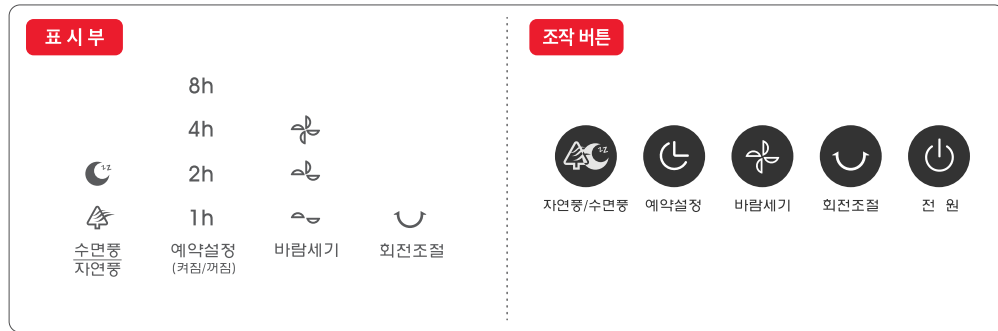 표시부
8h
4h
2h
1h
수면풍
자연풍
예약설정
(켜짐/꺼짐)
바람세기
회전조절
조작 버튼
자연풍/수면풍
예약설정
바람세기
회전조절
전 원